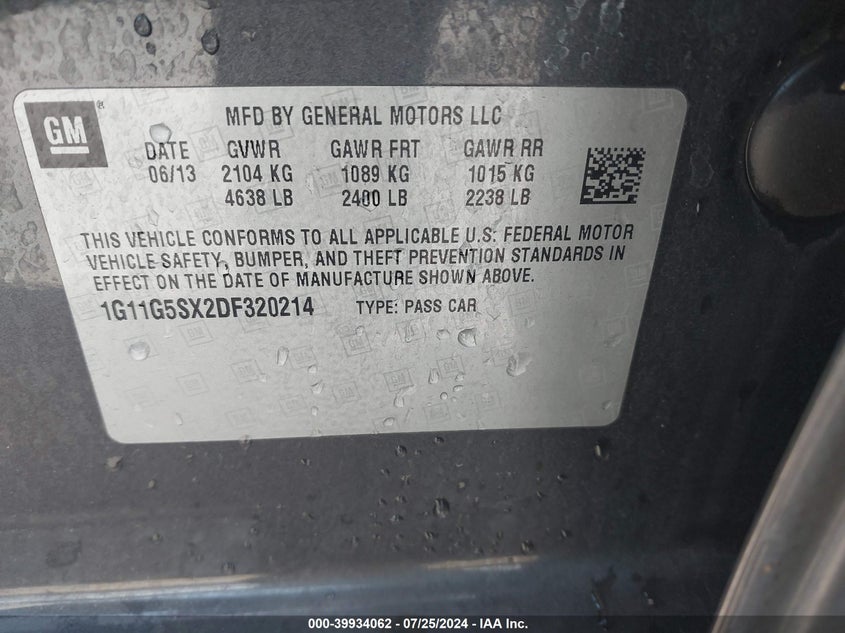 GM
MFD BY GENERAL MOTORS LLC
DATE GVWR GAWR FRT GAWR RR
06/13 2104 KG 1089 KG 1015 KG
4638 LB 2400 LB 2238 LB
THIS VEHICLE CONFORMS TO ALL APPLICABLE U.S. FEDERAL MOTOR
VEHICLE SAFETY, BUMPER, AND THEFT PREVENTION STANDARDS IN
EFFECT ON THE DATE OF MANUFACTURE SHOWN ABOVE.
1G11G5SX2DF320214 TYPE: PASS CAR
000-39934062 - 07/25/2024 - IAA Inc.